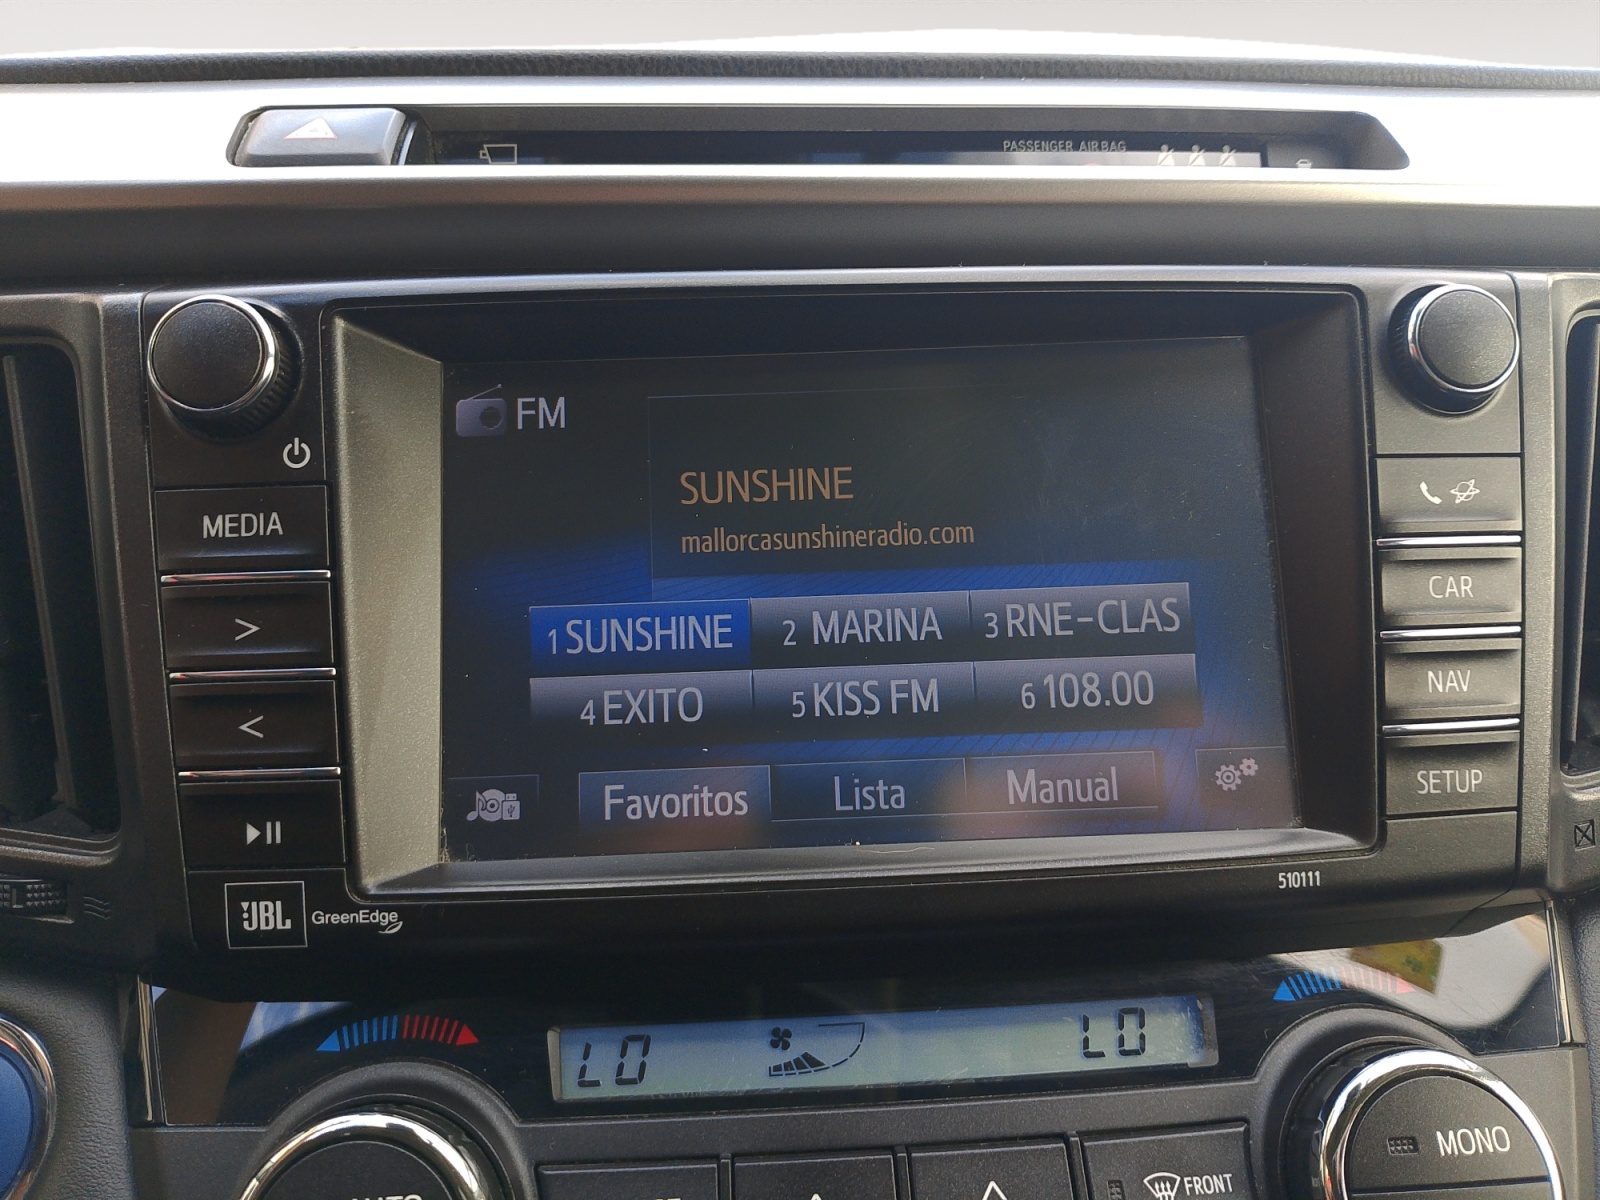 PASSENGER AIR BAG
FM
SUNSHINE
mallorcasunshineradio.com
1 SUNSHINE 2 MARINA 3 RNE-CLAS
4 EXITO 5 KISS FM 6 108.00
Favoritos Lista Manual
MEDIA
>
<
JBL GreenEdge
CAR
NAV
SETUP
510111
LO LO
MONO
FRONT